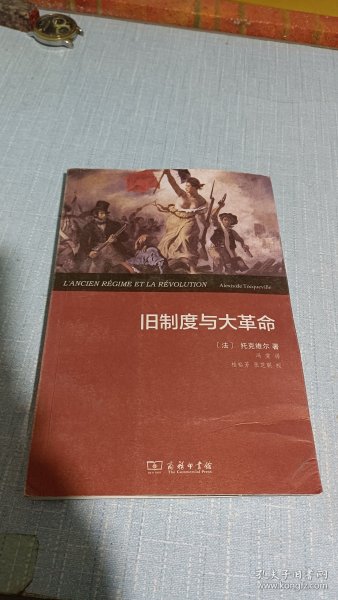 L'ANCIEN RÉGIME ET LA RÉVOLUTION
Alexis de Tocqueville
旧制度与大革命
〔法〕 托克维尔 著
冯棠 译
桂裕芳 张芝联 校
商务印书馆
The Commercial Press
孔夫子旧书网